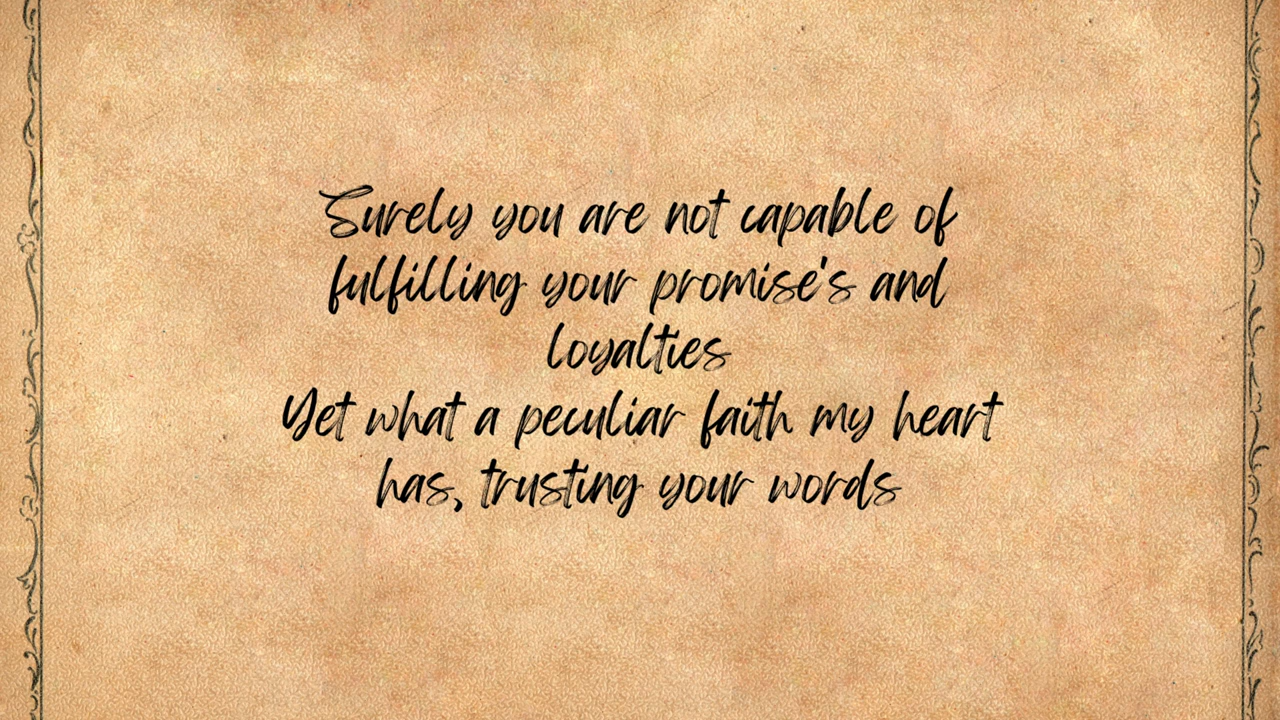 Surely you are not capable of
fulfilling your promise's and
loyalties
Yet what a peculiar faith my heart
has, trusting your words